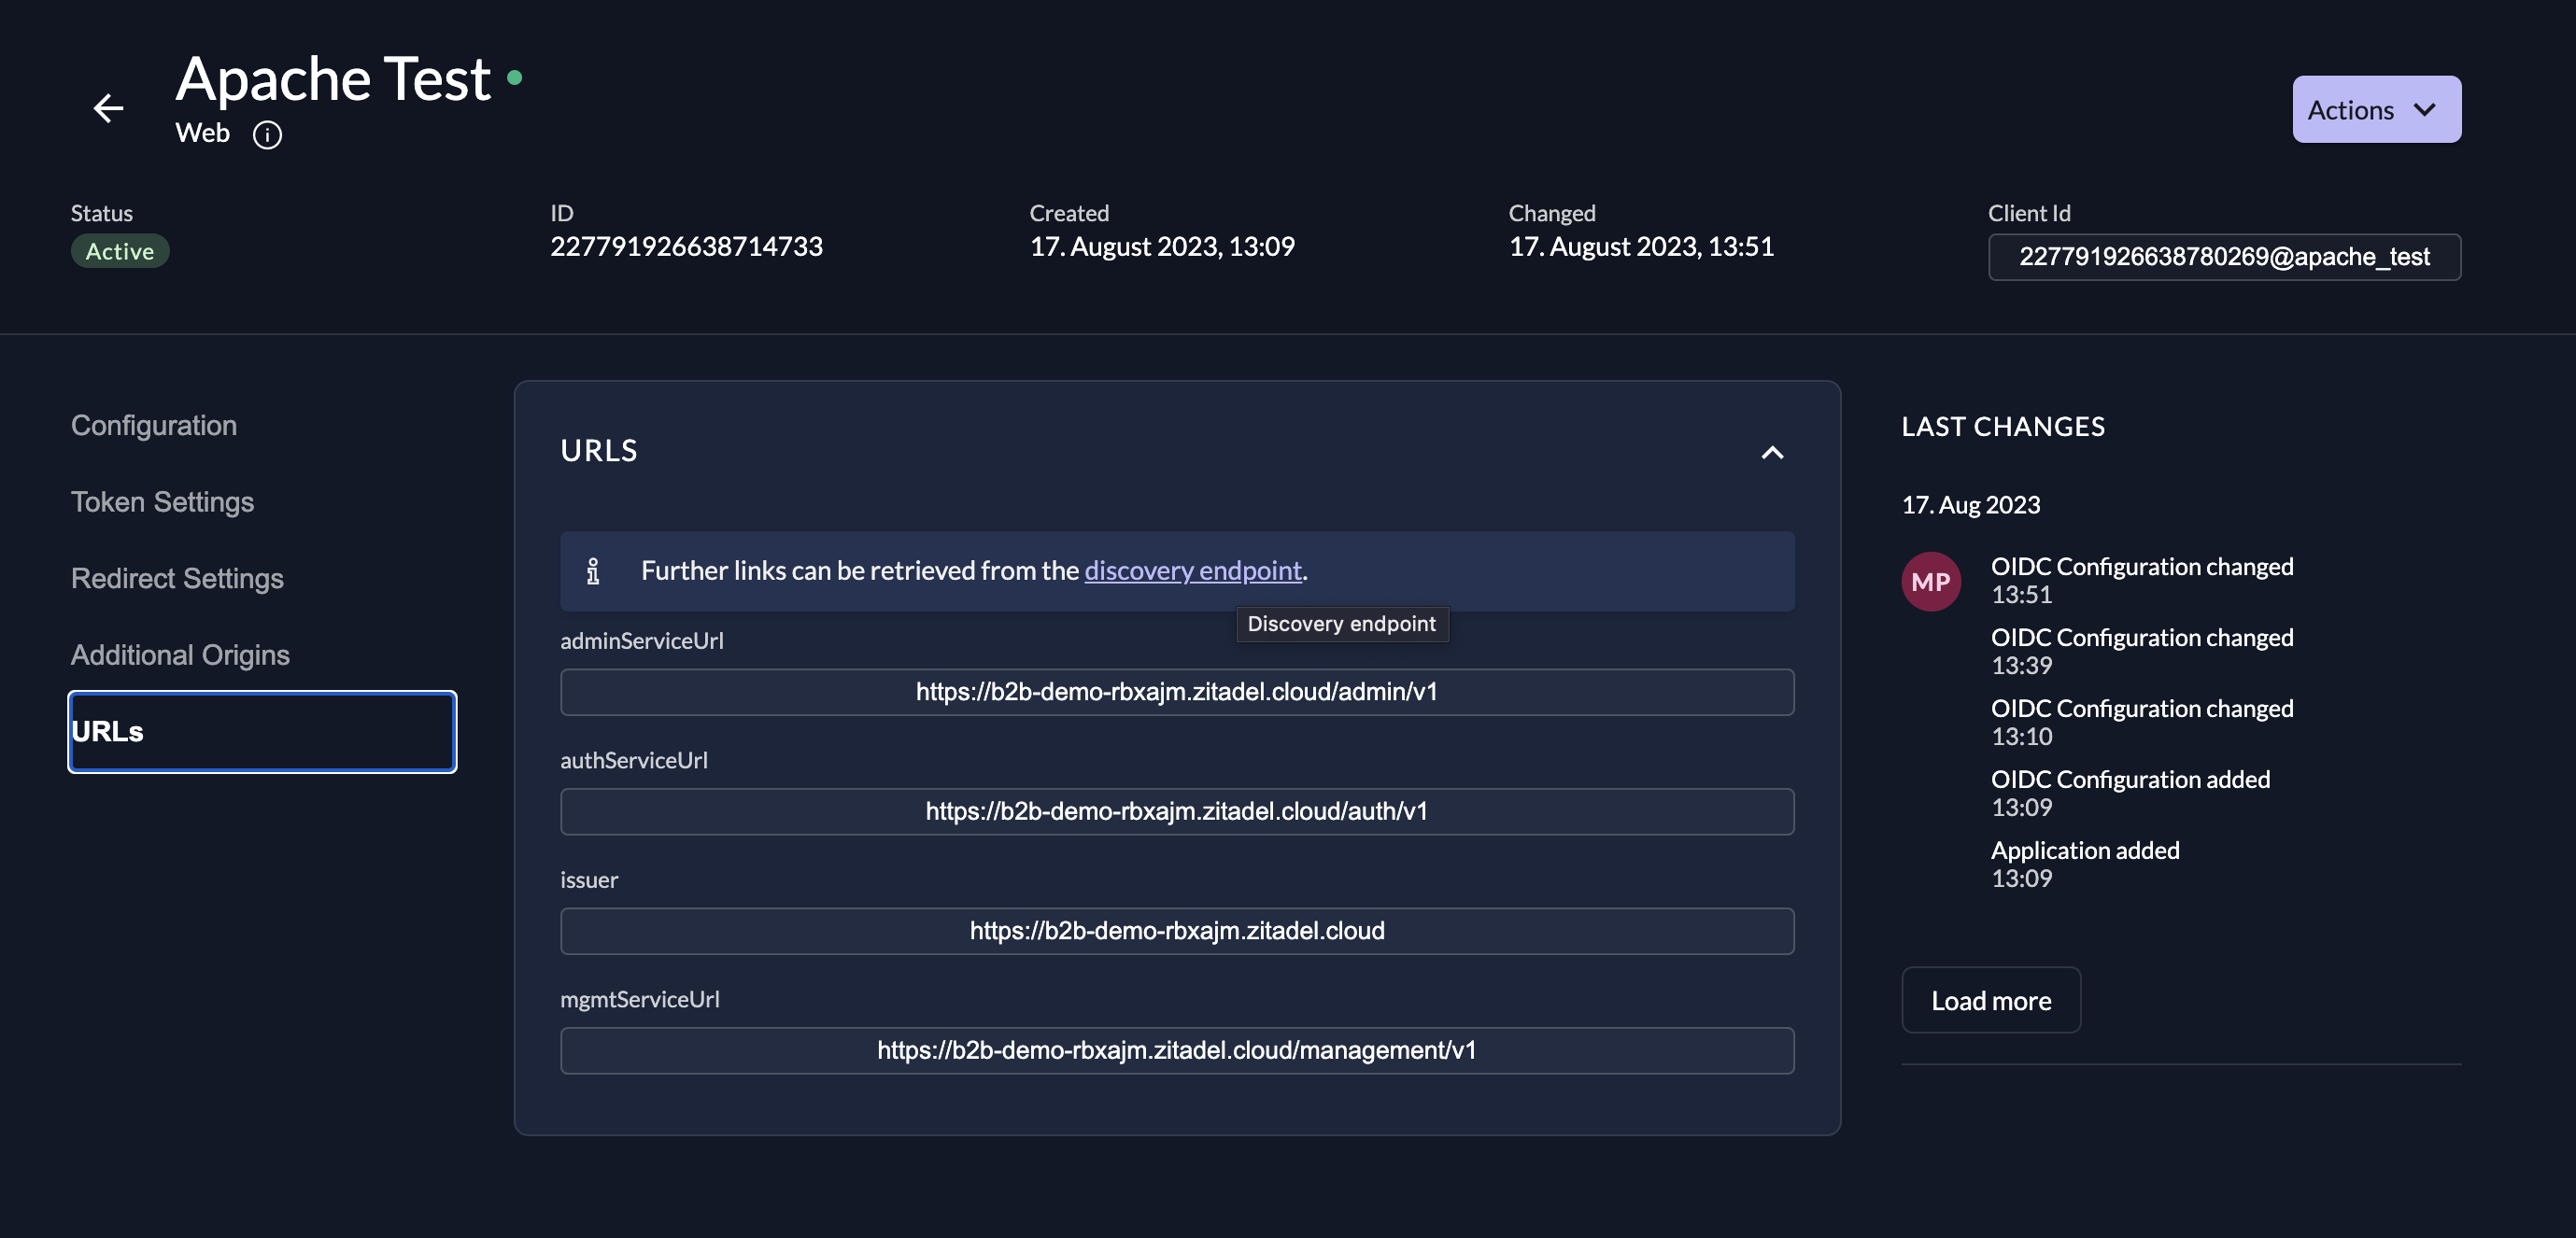 Apache Test
Web
Actions
Status
Active
ID
227791926638714733
Created
17. August 2023, 13:09
Changed
17. August 2023, 13:51
Client Id
227791926638780269@apache_test
Configuration
Token Settings
Redirect Settings
Additional Origins
URLs
URLS
Further links can be retrieved from the discovery endpoint.
Discovery endpoint
adminServiceUrl
https://b2b-demo-rbxajm.zitadel.cloud/admin/v1
authServiceUrl
https://b2b-demo-rbxajm.zitadel.cloud/auth/v1
issuer
https://b2b-demo-rbxajm.zitadel.cloud
mgmtServiceUrl
https://b2b-demo-rbxajm.zitadel.cloud/management/v1
LAST CHANGES
17. Aug 2023
MP
OIDC Configuration changed
13:51
OIDC Configuration changed
13:39
OIDC Configuration changed
13:10
OIDC Configuration added
13:09
Application added
13:09
Load more